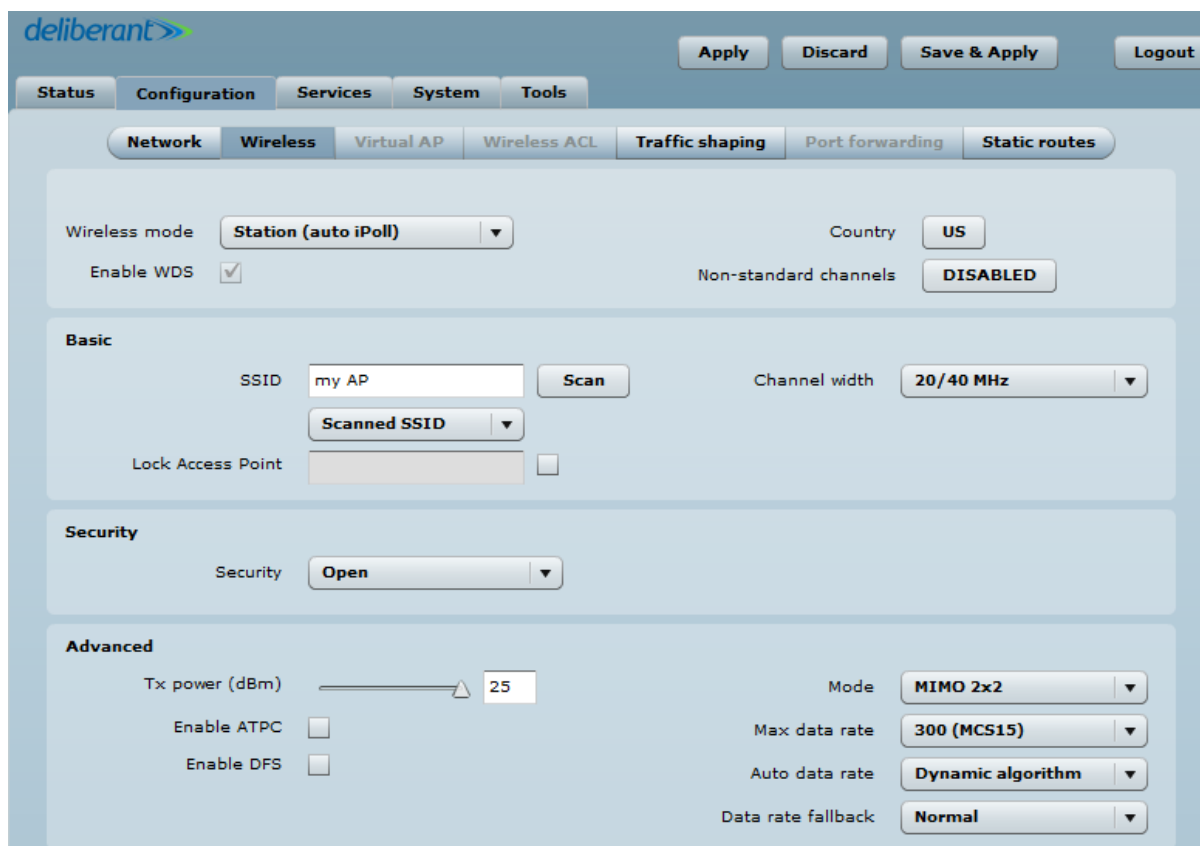 deliberant
Apply Discard Save & Apply Logout
Status Configuration Services System Tools
Network Wireless Virtual AP Wireless ACL Traffic shaping Port forwarding Static routes
Wireless mode Station (auto iPoll) Country US
Enable WDS Non-standard channels DISABLED
Basic
SSID my AP Scan Channel width 20/40 MHz
Scanned SSID
Lock Access Point
Security
Security Open
Advanced
Tx power (dBm) 25 Mode MIMO 2x2
Enable ATPC Max data rate 300 (MCS15)
Enable DFS Auto data rate Dynamic algorithm
Data rate fallback Normal